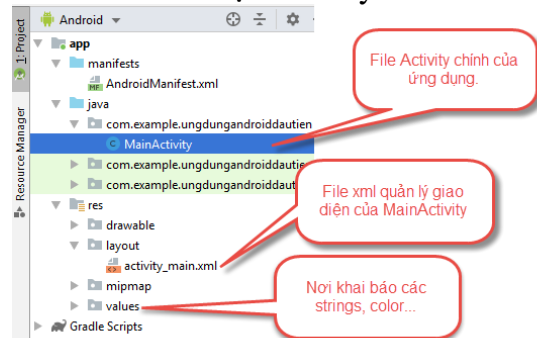 Android
1: Project
Resource Manager
app
manifests
MF
AndroidManifest.xml
java
com.example.ungdungandroiddautien
C MainActivity
com.example.ungdungandroiddautie
com.example.ungdungandroiddaut
res
drawable
layout
activity_main.xml
mipmap
values
Gradle Scripts
File Activity chính của
ứng dụng.
File xml quản lý giao
diện của MainActivity
Nơi khai báo các
strings, color...